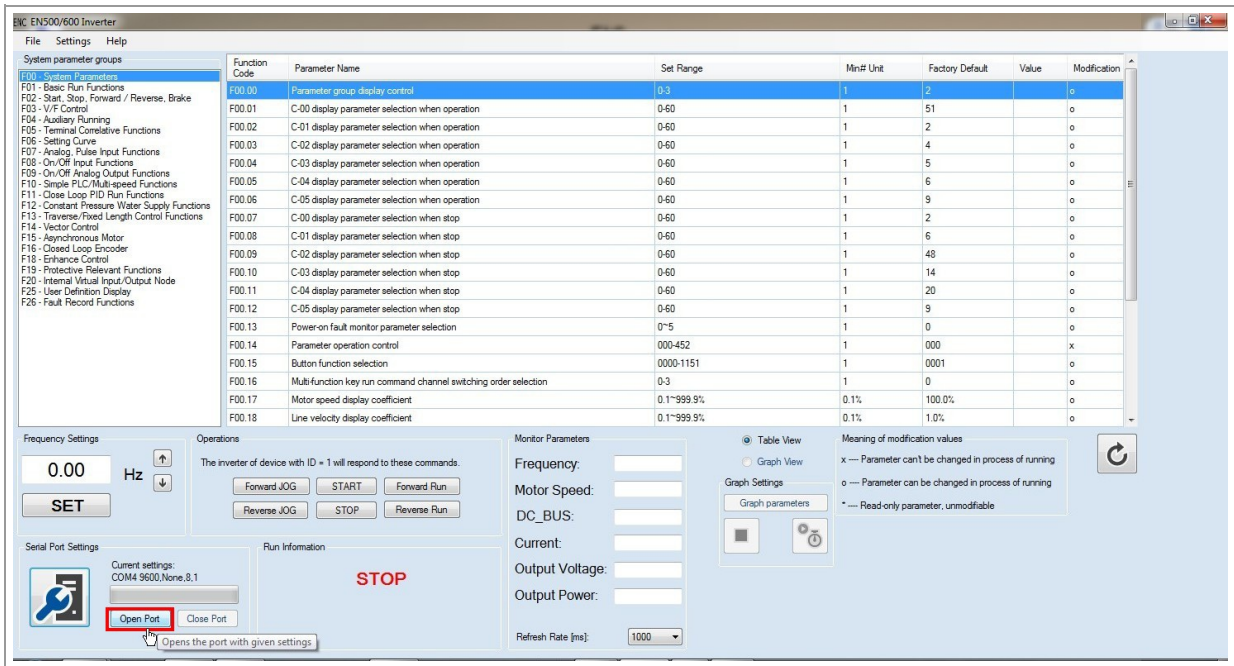 ENC EN500/600 Inverter
File Settings Help
System parameter groups
F00 - System Parameters
F01 - Basic Run Functions
F02 - Start, Stop, Forward / Reverse, Brake
F03 - V/F Control
F04 - Auxiliary Running
F05 - Terminal Correlative Functions
F06 - Setting Curve
F07 - Analog, Pulse Input Functions
F08 - On/Off Input Functions
F09 - On/Off Analog Output Functions
F10 - Simple PLC/Multi-speed Functions
F11 - Close Loop PID Run Functions
F12 - Constant Pressure Water Supply Functions
F13 - Traverse/Fixed Length Control Functions
F14 - Vector Control
F15 - Asynchronous Motor
F16 - Closed Loop Encoder
F18 - Enhance Control
F19 - Protective Relevant Functions
F20 - Internal Virtual Input/Output Node
F25 - User Definition Display
F26 - Fault Record Functions
Function Code Parameter Name Set Range Min# Unit Factory Default Value Modification
F00.00 Parameter group display control 0-3 1 2 o
F00.01 C-00 display parameter selection when operation 0-60 1 51 o
F00.02 C-01 display parameter selection when operation 0-60 1 2 o
F00.03 C-02 display parameter selection when operation 0-60 1 4 o
F00.04 C-03 display parameter selection when operation 0-60 1 5 o
F00.05 C-04 display parameter selection when operation 0-60 1 6 o
F00.06 C-05 display parameter selection when operation 0-60 1 9 o
F00.07 C-00 display parameter selection when stop 0-60 1 2 o
F00.08 C-01 display parameter selection when stop 0-60 1 6 o
F00.09 C-02 display parameter selection when stop 0-60 1 48 o
F00.10 C-03 display parameter selection when stop 0-60 1 14 o
F00.11 C-04 display parameter selection when stop 0-60 1 20 o
F00.12 C-05 display parameter selection when stop 0-60 1 9 o
F00.13 Power-on fault monitor parameter selection 0~5 1 0 o
F00.14 Parameter operation control 000-452 1 000 x
F00.15 Button function selection 0000-1151 1 0001 o
F00.16 Multi-function key run command channel switching order selection 0-3 1 0 o
F00.17 Motor speed display coefficient 0.1~999.9% 0.1% 100.0% o
F00.18 Line velocity display coefficient 0.1~999.9% 0.1% 1.0% o
Frequency Settings
0.00 Hz
SET
Operations
The inverter of device with ID = 1 will respond to these commands.
Forward JOG START Forward Run
Reverse JOG STOP Reverse Run
Serial Port Settings
Current settings:
COM4 9600,None,8,1
Open Port Close Port
Opens the port with given settings
Run Information
STOP
Monitor Parameters
Frequency:
Motor Speed:
DC_BUS:
Current:
Output Voltage:
Output Power:
Refresh Rate [ms]: 1000
Table View
Graph View
Graph Settings
Graph parameters
Meaning of modification values
x --- Parameter can't be changed in process of running
o --- Parameter can be changed in process of running
* --- Read-only parameter, unmodifiable